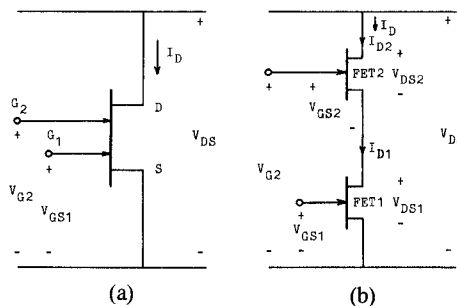 +
I_D
G_2
D
+
G_1
V_DS
+
S
V_G2
V_GS1
-
-
-
(a)
I_D
I_D2
+
FET2
V_DS2
+
+
V_GS2
-
-
V_D
I_D1
V_G2
+
FET1
V_DS1
+
V_GS1
-
-
-
-
(b)